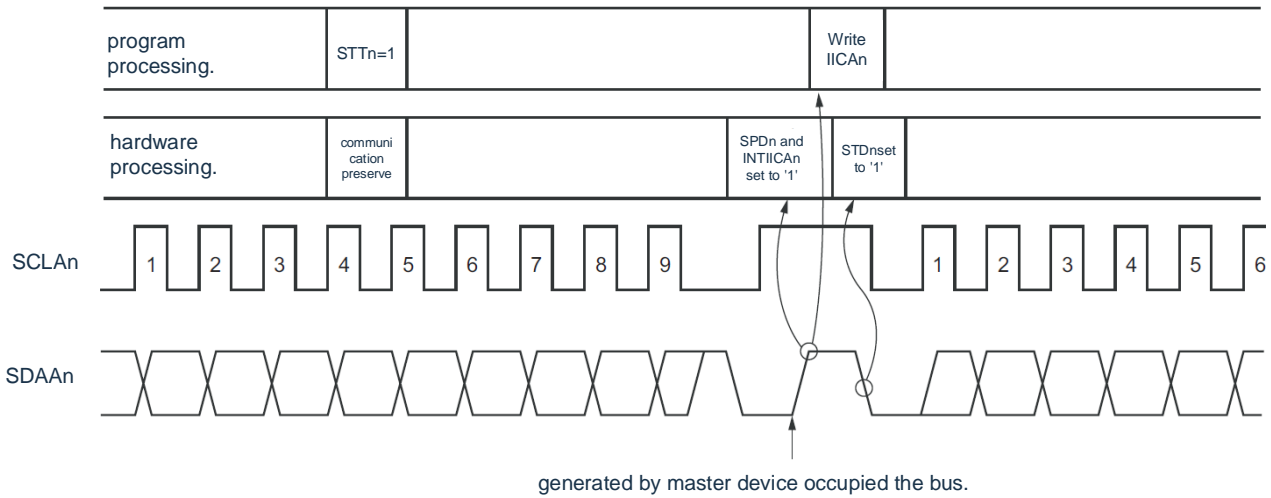 program
processing.
STTn=1
Write
IICAn
hardware
processing.
communi
cation
preserve
SPDn and
INTIICAn
set to '1'
STDnset
to '1'
SCLAn
1 2 3 4 5 6 7 8 9 1 2 3 4 5 6
SDAAn
generated by master device occupied the bus.